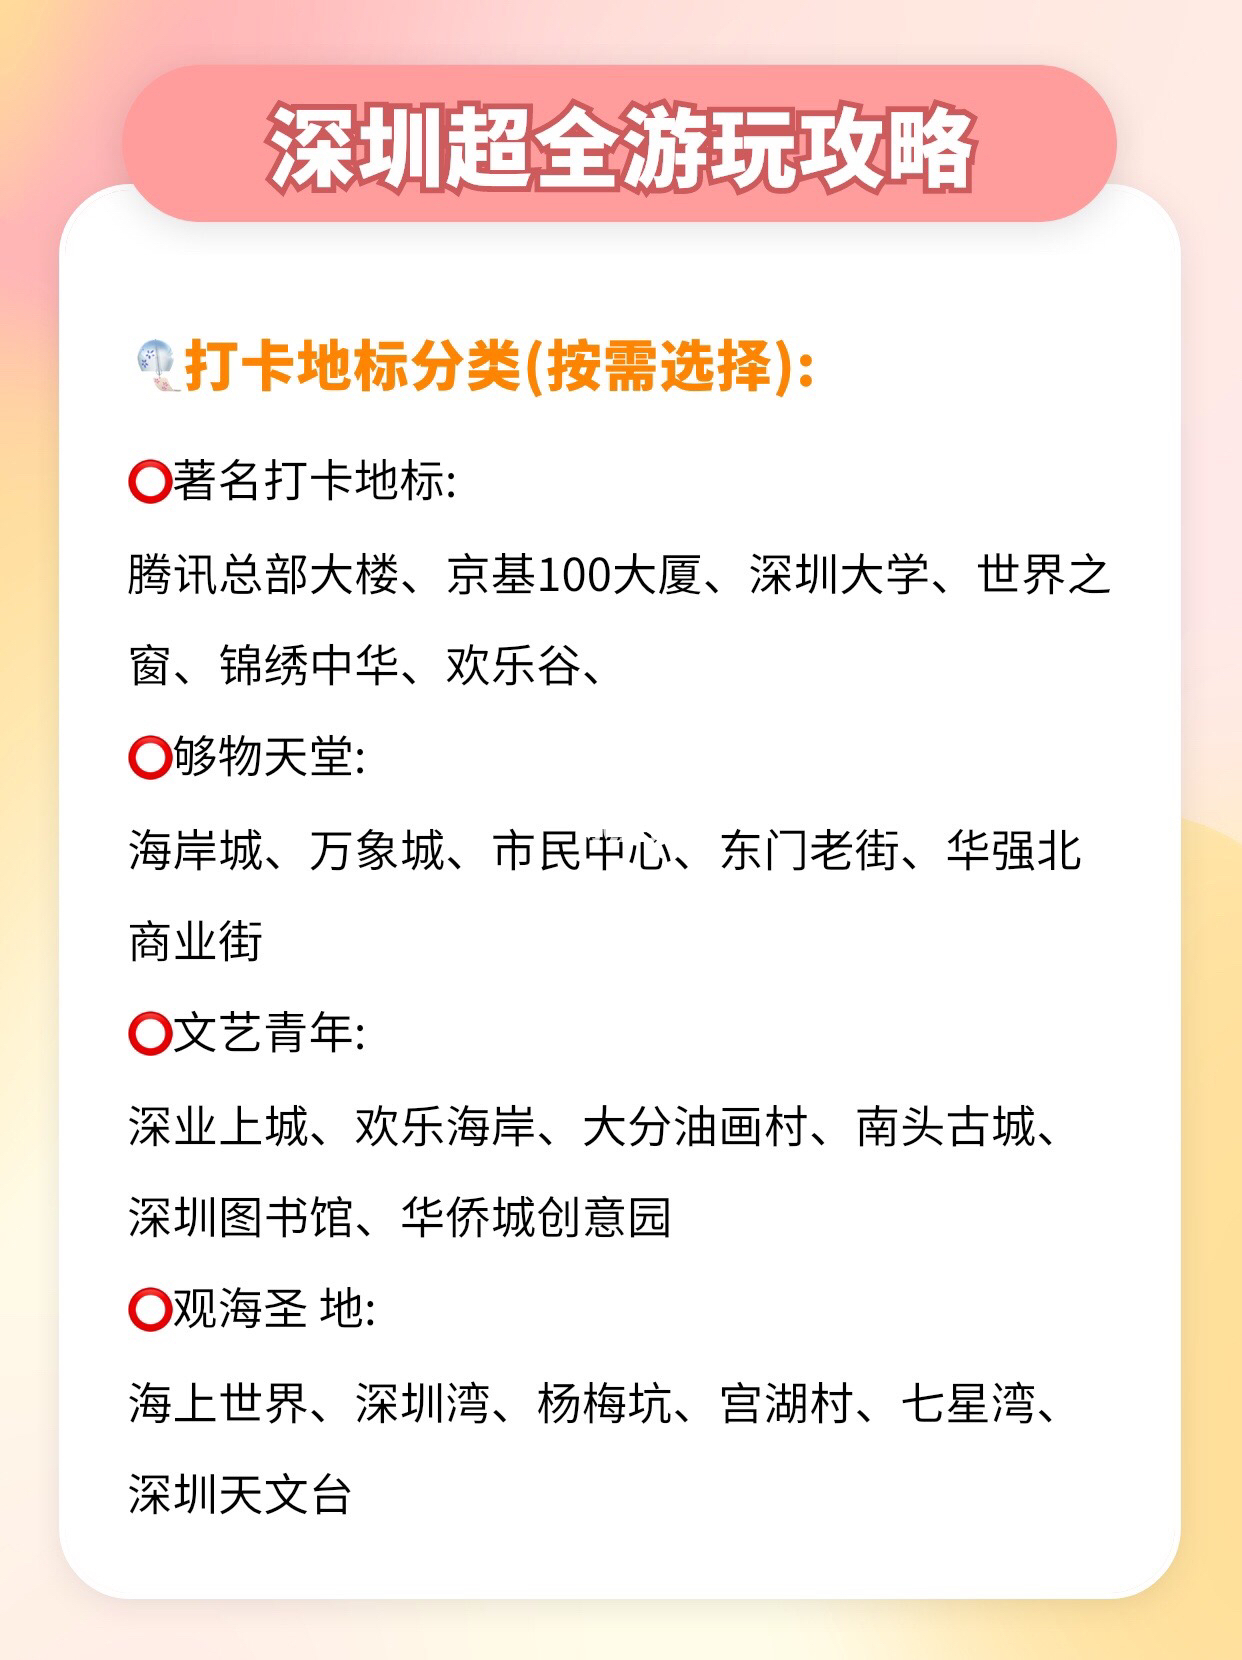 深圳超全游玩攻略
🎐打卡地标分类(按需选择):
⭕著名打卡地标:
腾讯总部大楼、京基100大厦、深圳大学、世界之
窗、锦绣中华、欢乐谷、
⭕够物天堂:
海岸城、万象城、市民中心、东门老街、华强北
商业街
⭕文艺青年:
深业上城、欢乐海岸、大分油画村、南头古城、
深圳图书馆、华侨城创意园
⭕观海圣 地:
海上世界、深圳湾、杨梅坑、宫湖村、七星湾、
深圳天文台